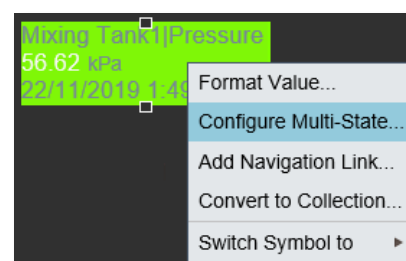 Mixing Tank1|Pressure
56.62 kPa
22/11/2019 1:49
Format Value...
Configure Multi-State...
Add Navigation Link...
Convert to Collection...
Switch Symbol to